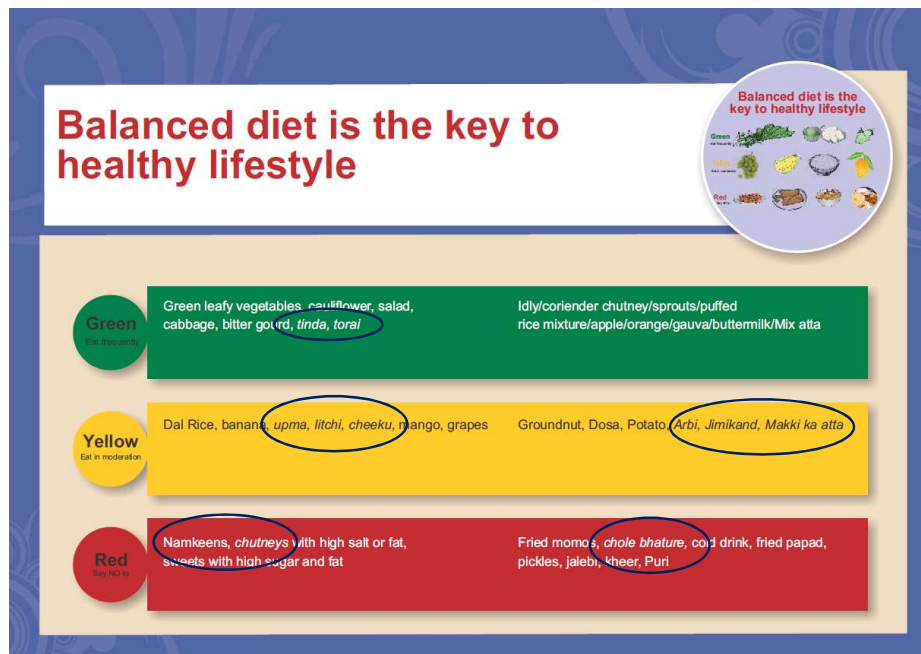 Balanced diet is the key to
healthy lifestyle
Balanced diet is the
key to healthy lifestyle
Green
Yellow
Red
Green
Eat frequently
Green leafy vegetables, cauliflower, salad,
cabbage, bitter gourd, tinda, torai
Idly/coriender chutney/sprouts/puffed
rice mixture/apple/orange/gauva/buttermilk/Mix atta
Yellow
Eat in moderation
Dal Rice, banana, upma, litchi, cheeku, mango, grapes
Groundnut, Dosa, Potato, Arbi, Jimikand, Makki ka atta
Red
Say NO to
Namkeens, chutneys with high salt or fat,
sweets with high sugar and fat
Fried momos, chole bhature, cold drink, fried papad,
pickles, jalebi, kheer, Puri